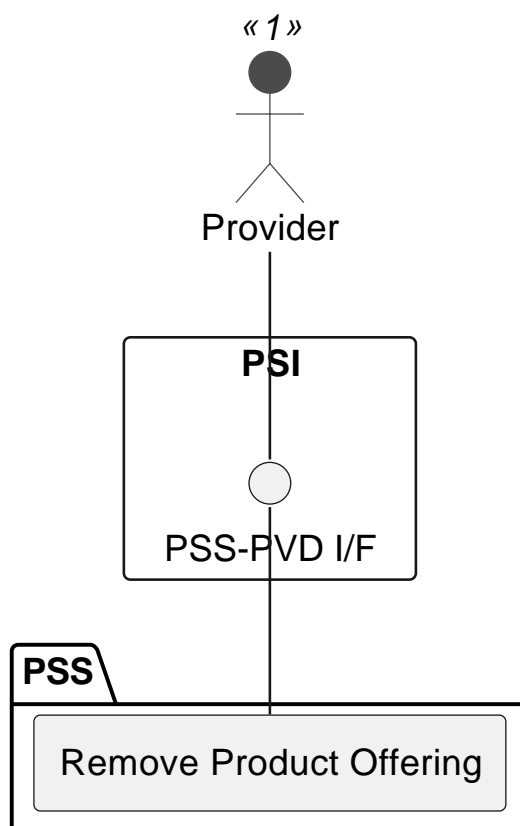 «1»
Provider
PSI
PSS-PVD I/F
PSS
Remove Product Offering